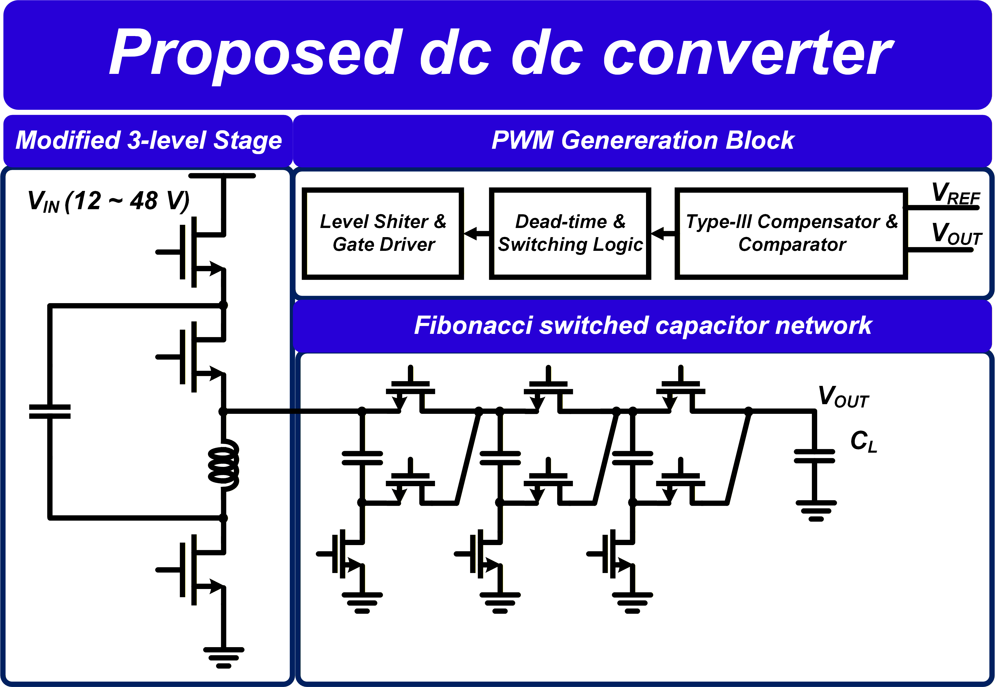 Proposed dc dc converter
Modified 3-level Stage
PWM Genereration Block
VIN (12 ~ 48 V)
Level Shiter &
Gate Driver
Dead-time &
Switching Logic
Type-III Compensator &
Comparator
VREF
VOUT
Fibonacci switched capacitor network
VOUT
CL